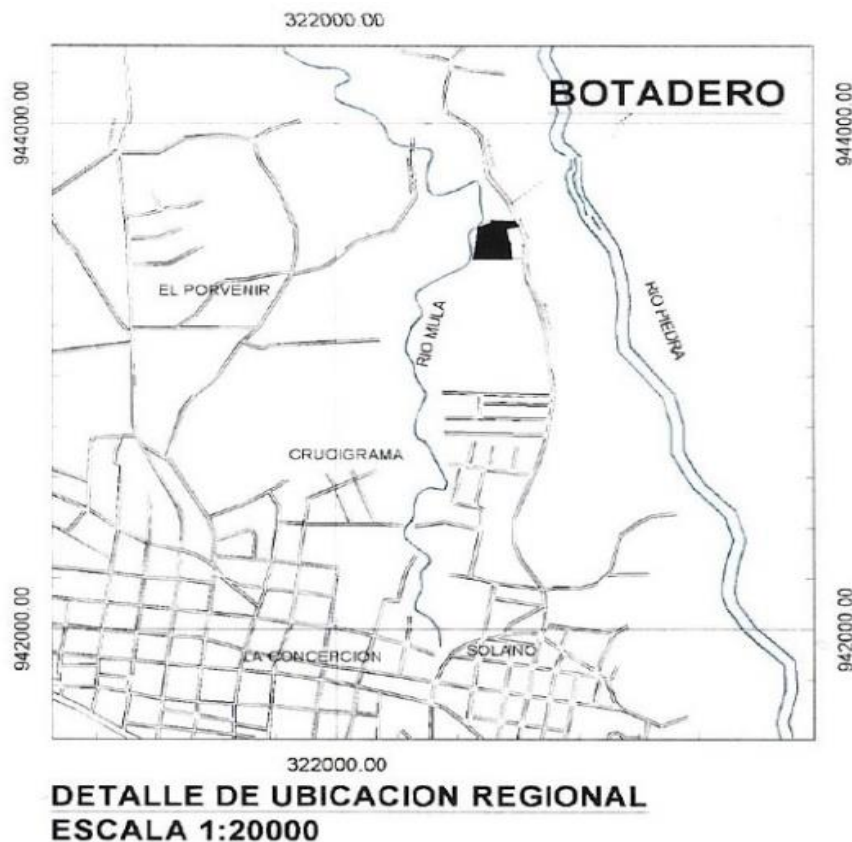 322000.00
BOTADERO
944000.00
944000.00
EL PORVENIR
RIO MULA
RIO PIEDRA
CRUCIGRAMA
942000.00
942000.00
LA CONCEPCION
SOLANO
322000.00
DETALLE DE UBICACION REGIONAL
ESCALA 1:20000